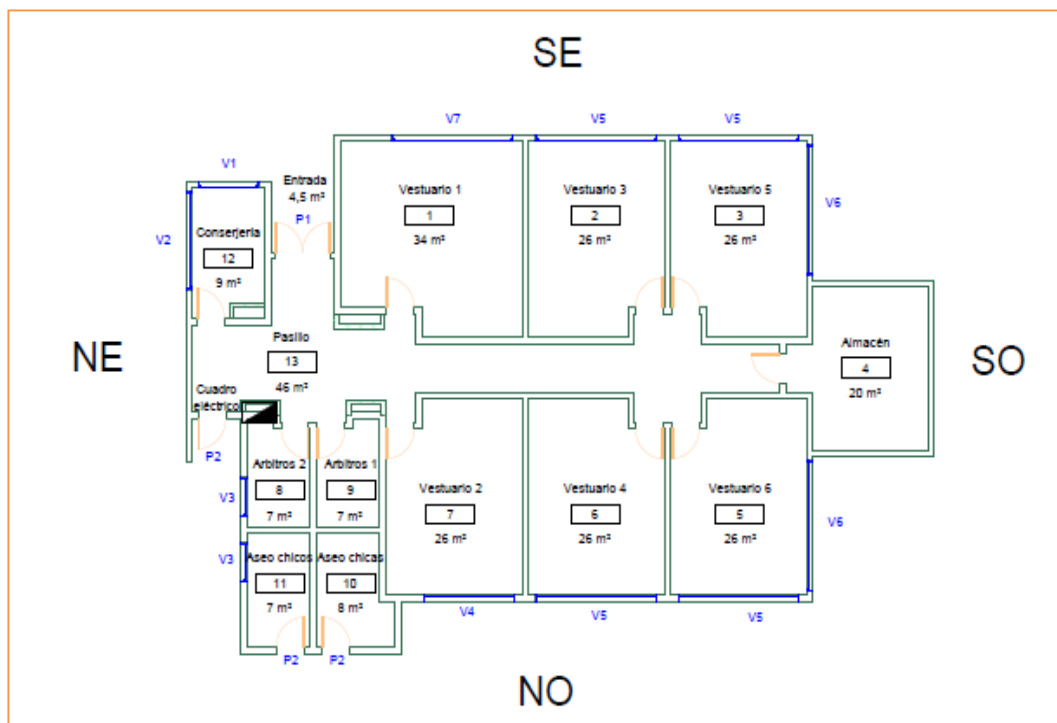 SE
V7
V5
V5
V1
Entrada
4,5 m²
P1
Vestuario 1
1
34 m²
Vestuario 3
2
26 m²
Vestuario 5
3
26 m²
V6
V2
Conserjería
12
9 m²
NE
Pasillo
13
46 m²
Almacén
4
20 m²
SO
Cuadro
eléctrico
P2
Arbitros 2
8
7 m²
Arbitros 1
9
7 m²
Vestuario 2
7
26 m²
Vestuario 4
6
26 m²
Vestuario 6
5
26 m²
V3
V6
V3
Aseo chicos
11
7 m²
Aseo chicas
10
8 m²
V4
V5
V5
P2
P2
NO